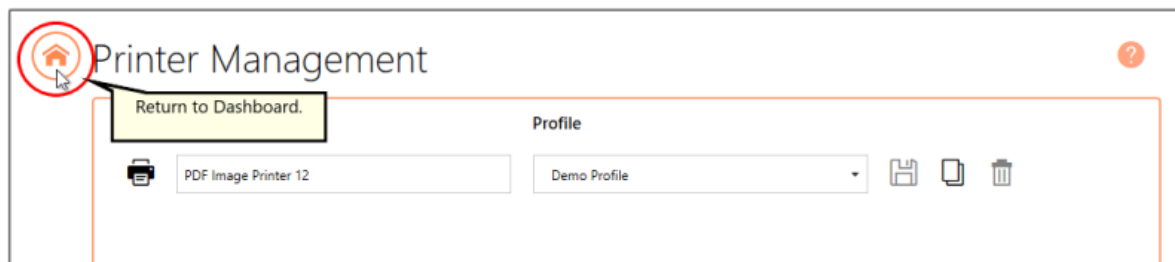 Printer Management
?
Return to Dashboard.
Profile
PDF Image Printer 12
Demo Profile